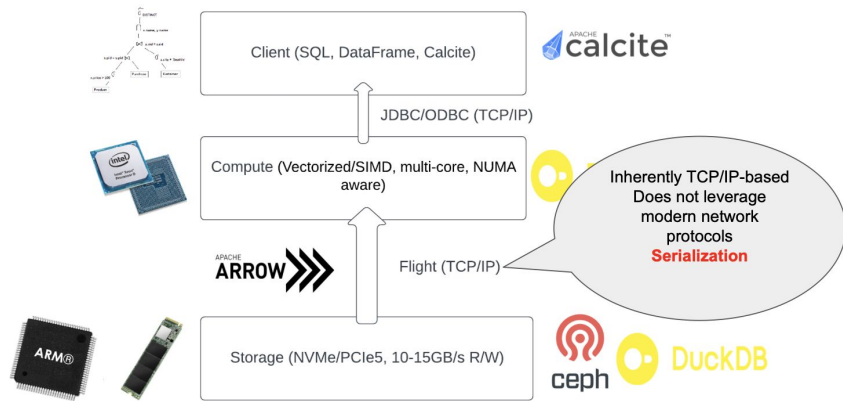 Client (SQL, DataFrame, Calcite)
APACHE
calcite™
JDBC/ODBC (TCP/IP)
intel
Compute (Vectorized/SIMD, multi-core, NUMA
aware)
Inherently TCP/IP-based
Does not leverage
modern network
protocols
Serialization
APACHE
ARROW
Flight (TCP/IP)
ARM®
Storage (NVMe/PCIe5, 10-15GB/s R/W)
ceph
DuckDB